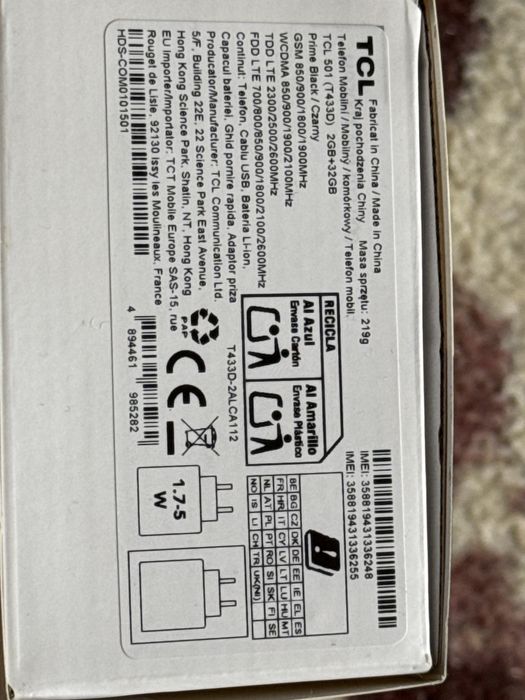 TCL Fabricat in China / Made in China
Kraj pochodzenia Chiny Masa sprzętu: 219g
Telefon Mobilni / Mobilný / komórkowy / Telefon mobil.
TCL 501 (T433D) 2GB+32GB
Prime Black / Czarny
GSM 850/900/1800/1900MHz
WCDMA 850/900/1900/2100MHz
TDD LTE 2300/2500/2600MHz
FDD LTE 700/800/850/900/1800/2100/2600MHz
Continut: Telefon, Cablu USB, Bateria Li-ion,
Capacul bateriei, Ghid pornire rapida, Adaptor priza
Producator/Manufacturer: TCL Communication Ltd.
5/F, Building 22E, 22 Science Park East Avenue,
Hong Kong Science Park, Shatin, NT, Hong Kong
EU Importer/Importator: TCT Mobile Europe SAS-15, rue
Rouget de Lisle, 92130 Issy les Moulineaux, France
HDS-COM0101501
IMEI: 358819431336248
IMEI: 358819431336255
RECICLA
Al Azul
Envase Cartón
Al Amarillo
Envase Plástico
T433D-2ALCA112
PAP
CE
4 894461 985282
BE BG CZ DK DE EE IE EL ES
FR HR IT CY LV LT LU HU MT
NL AT PL PT RO SI SK FI SE
NO IS LI CH TR UK(NI)
1.7-5
W